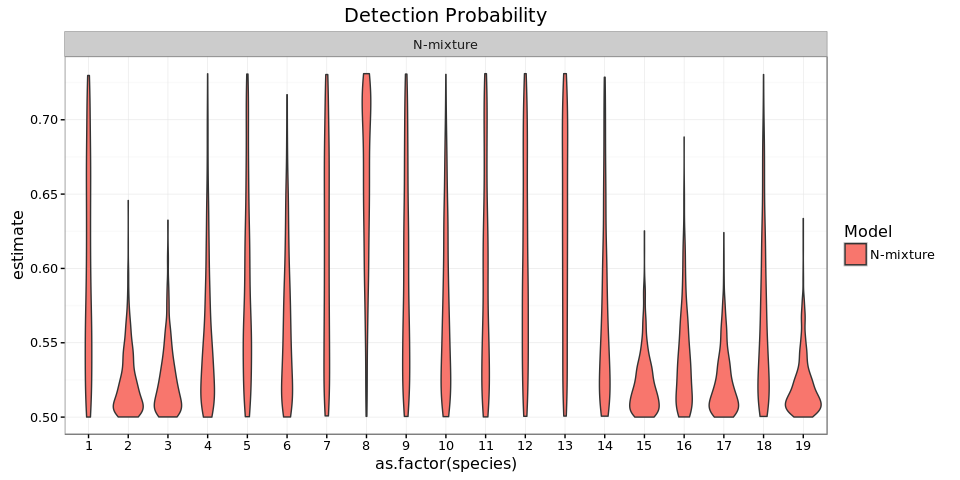 Detection Probability
N-mixture
0.70
0.65
0.60
0.55
0.50
estimate
1 2 3 4 5 6 7 8 9 10 11 12 13 14 15 16 17 18 19
as.factor(species)
Model
N-mixture